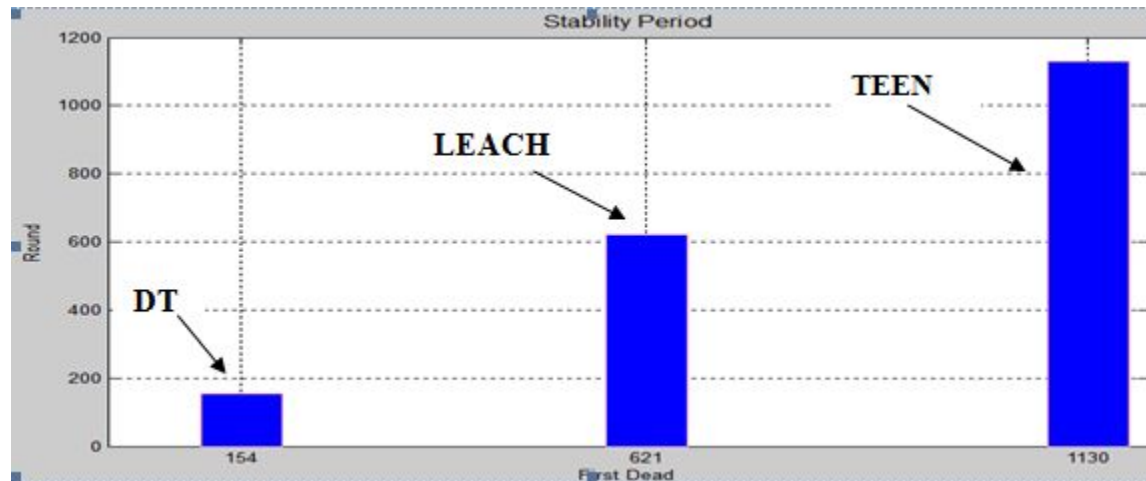 Stability Period
1200
1000
800
600
400
200
0
Round
TEEN
LEACH
DT
154 621 1130
First Dead